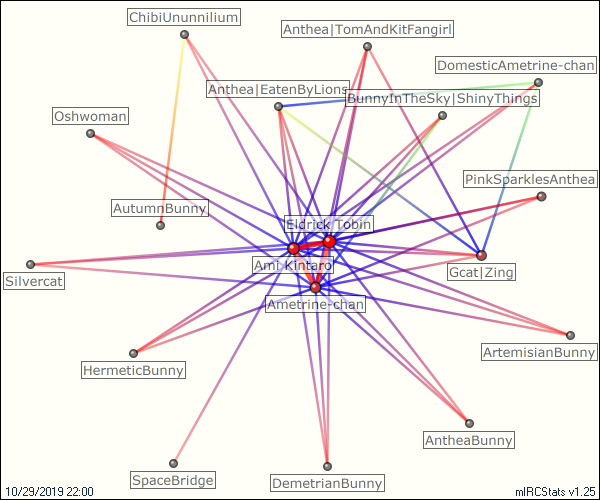 ChibiUnunnilium
Anthea|TomAndKitFangirl
DomesticAmetrine-chan
Anthea|EatenByLions
BunnyInTheSky|ShinyThings
Oshwoman
PinkSparklesAnthea
AutumnBunny
Eldrick_Tobin
Ami_Kintaro
Gcat|Zing
Silvercat
Ametrine-chan
ArtemisianBunny
HermeticBunny
AntheaBunny
SpaceBridge
DemetrianBunny
10/29/2019 22:00
mIRCStats v1.25